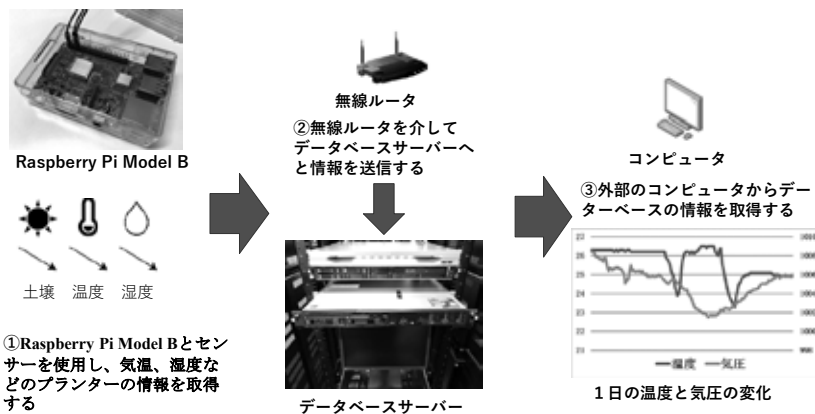 Raspberry Pi Model B
土壌 温度 湿度
①Raspberry Pi Model Bとセン
サーを使用し、気温、湿度な
どのプランターの情報を取得
する
無線ルータ
②無線ルータを介して
データベースサーバーへ
と情報を送信する
データベースサーバー
コンピュータ
③外部のコンピュータからデー
ターベースの情報を取得する
27
26
25
24
23
22
21
温度 気圧
1日の温度と気圧の変化